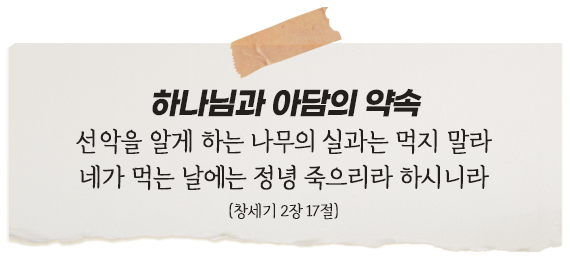 하나님과 아담의 약속
선악을 알게 하는 나무의 실과는 먹지 말라
네가 먹는 날에는 정녕 죽으리라 하시니라
(창세기 2장 17절)